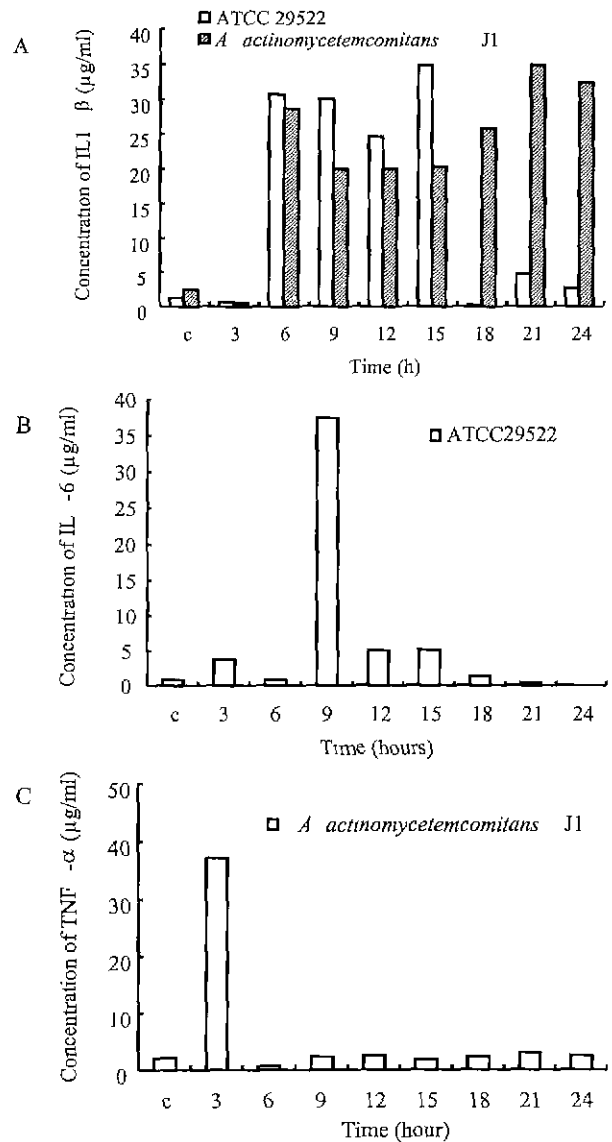 ATCC 29522
A actinomycetemcomitans J1
A
Concentration of IL1 β (µg/ml)
40
35
30
25
20
15
10
5
0
c 3 6 9 12 15 18 21 24
Time (h)
B
ATCC29522
Concentration of IL -6 (µg/ml)
40
35
30
25
20
15
10
5
0
c 3 6 9 12 15 18 21 24
Time (hours)
C
A actinomycetemcomitans J1
Concentration of TNF -α (µg/ml)
50
40
30
20
10
0
c 3 6 9 12 15 18 21 24
Time (hour)